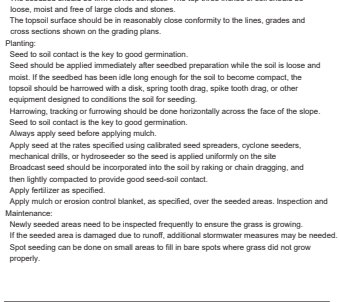 loose, moist and free of large clods and stones.
The topsoil surface should be in reasonably close conformity to the lines, grades and
cross sections shown on the grading plans.
Planting:
Seed to soil contact is the key to good germination.
Seed should be applied immediately after seedbed preparation while the soil is loose and
moist. If the seedbed has been idle long enough for the soil to become compact, the
topsoil should be harrowed with a disk, spring tooth drag, spike tooth drag, or other
equipment designed to conditions the soil for seeding.
Harrowing, tracking or furrowing should be done horizontally across the face of the slope.
Seed to soil contact is the key to good germination.
Always apply seed before applying mulch.
Apply seed at the rates specified using calibrated seed spreaders, cyclone seeders,
mechanical drills, or hydroseeder so the seed is applied uniformly on the site
Broadcast seed should be incorporated into the soil by raking or chain dragging, and
then lightly compacted to provide good seed-soil contact.
Apply fertilizer as specified.
Apply mulch or erosion control blanket, as specified, over the seeded areas. Inspection and
Maintenance:
Newly seeded areas need to be inspected frequently to ensure the grass is growing.
If the seeded area is damaged due to runoff, additional stormwater measures may be needed.
Spot seeding can be done on small areas to fill in bare spots where grass did not grow
properly.